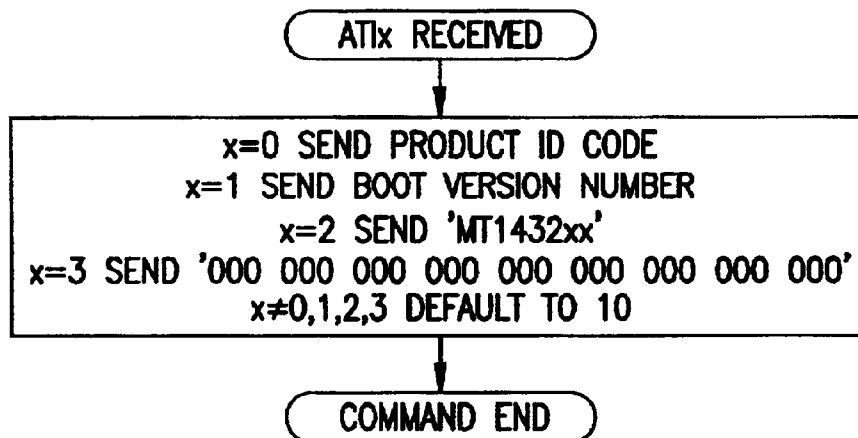 ATIx RECEIVED
x=0 SEND PRODUCT ID CODE
x=1 SEND BOOT VERSION NUMBER
x=2 SEND 'MT1432xx'
x=3 SEND '000 000 000 000 000 000 000 000 000'
x≠0,1,2,3 DEFAULT TO 10
COMMAND END